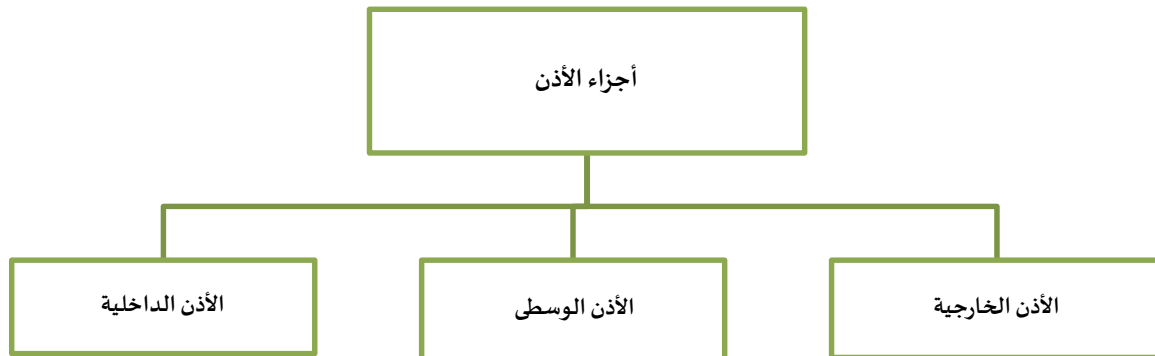 أجزاء الأذن
الأذن الخارجية
الأذن الوسطى
الأذن الداخلية